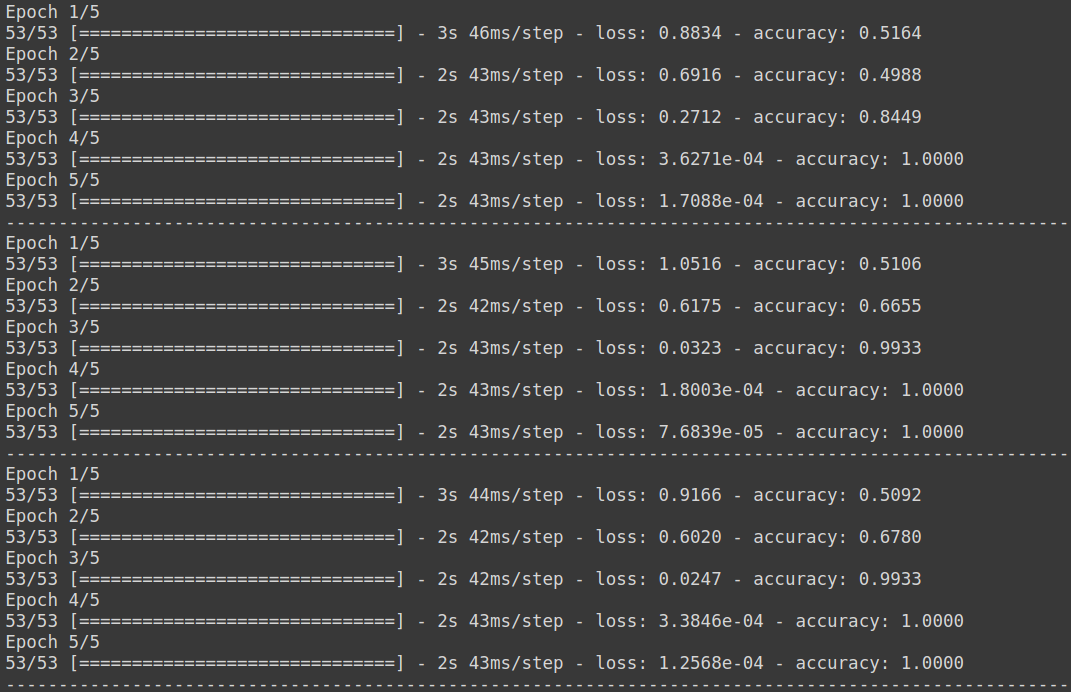 Epoch 1/5
53/53 [==============================] - 3s 46ms/step - loss: 0.8834 - accuracy: 0.5164
Epoch 2/5
53/53 [==============================] - 2s 43ms/step - loss: 0.6916 - accuracy: 0.4988
Epoch 3/5
53/53 [==============================] - 2s 43ms/step - loss: 0.2712 - accuracy: 0.8449
Epoch 4/5
53/53 [==============================] - 2s 43ms/step - loss: 3.6271e-04 - accuracy: 1.0000
Epoch 5/5
53/53 [==============================] - 2s 43ms/step - loss: 1.7088e-04 - accuracy: 1.0000
-----------------------------------------------------------------------------------------------------
Epoch 1/5
53/53 [==============================] - 3s 45ms/step - loss: 1.0516 - accuracy: 0.5106
Epoch 2/5
53/53 [==============================] - 2s 42ms/step - loss: 0.6175 - accuracy: 0.6655
Epoch 3/5
53/53 [==============================] - 2s 43ms/step - loss: 0.0323 - accuracy: 0.9933
Epoch 4/5
53/53 [==============================] - 2s 43ms/step - loss: 1.8003e-04 - accuracy: 1.0000
Epoch 5/5
53/53 [==============================] - 2s 43ms/step - loss: 7.6839e-05 - accuracy: 1.0000
-----------------------------------------------------------------------------------------------------
Epoch 1/5
53/53 [==============================] - 3s 44ms/step - loss: 0.9166 - accuracy: 0.5092
Epoch 2/5
53/53 [==============================] - 2s 42ms/step - loss: 0.6020 - accuracy: 0.6780
Epoch 3/5
53/53 [==============================] - 2s 42ms/step - loss: 0.0247 - accuracy: 0.9933
Epoch 4/5
53/53 [==============================] - 2s 43ms/step - loss: 3.3846e-04 - accuracy: 1.0000
Epoch 5/5
53/53 [==============================] - 2s 43ms/step - loss: 1.2568e-04 - accuracy: 1.0000
-----------------------------------------------------------------------------------------------------